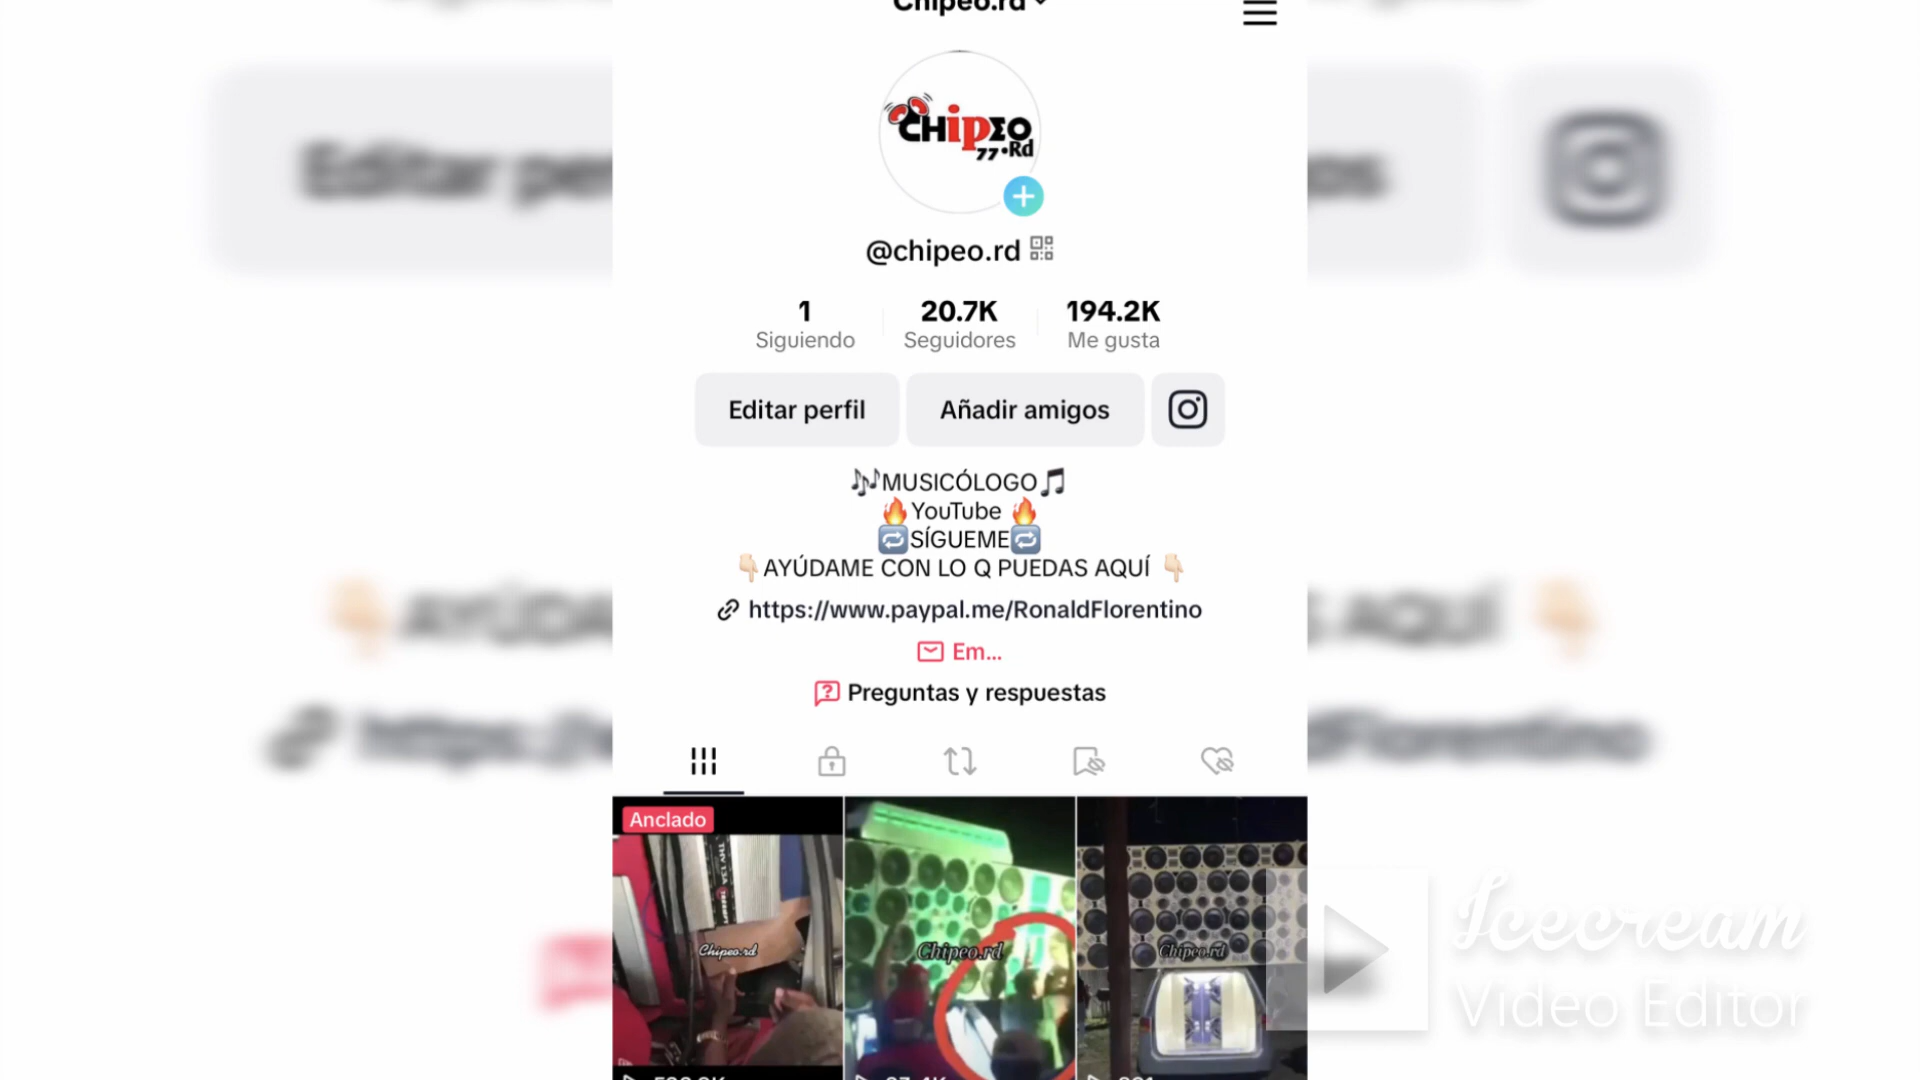 Chipeo.rd
CHIPEO
77•Rd
@chipeo.rd
1
20.7K
194.2K
Siguiendo
Seguidores
Me gusta
Editar perfil
Añadir amigos
🎶MUSICÓLOGO🎵
🔥YouTube 🔥
🔁SÍGUEME🔁
👇🏻AYÚDAME CON LO Q PUEDAS AQUÍ 👇🏻
https://www.paypal.me/RonaldFlorentino
Em...
Preguntas y respuestas
Anclado
Chipeo.rd
Chipeo.rd
Chipeo.rd
Icecream
Video Editor